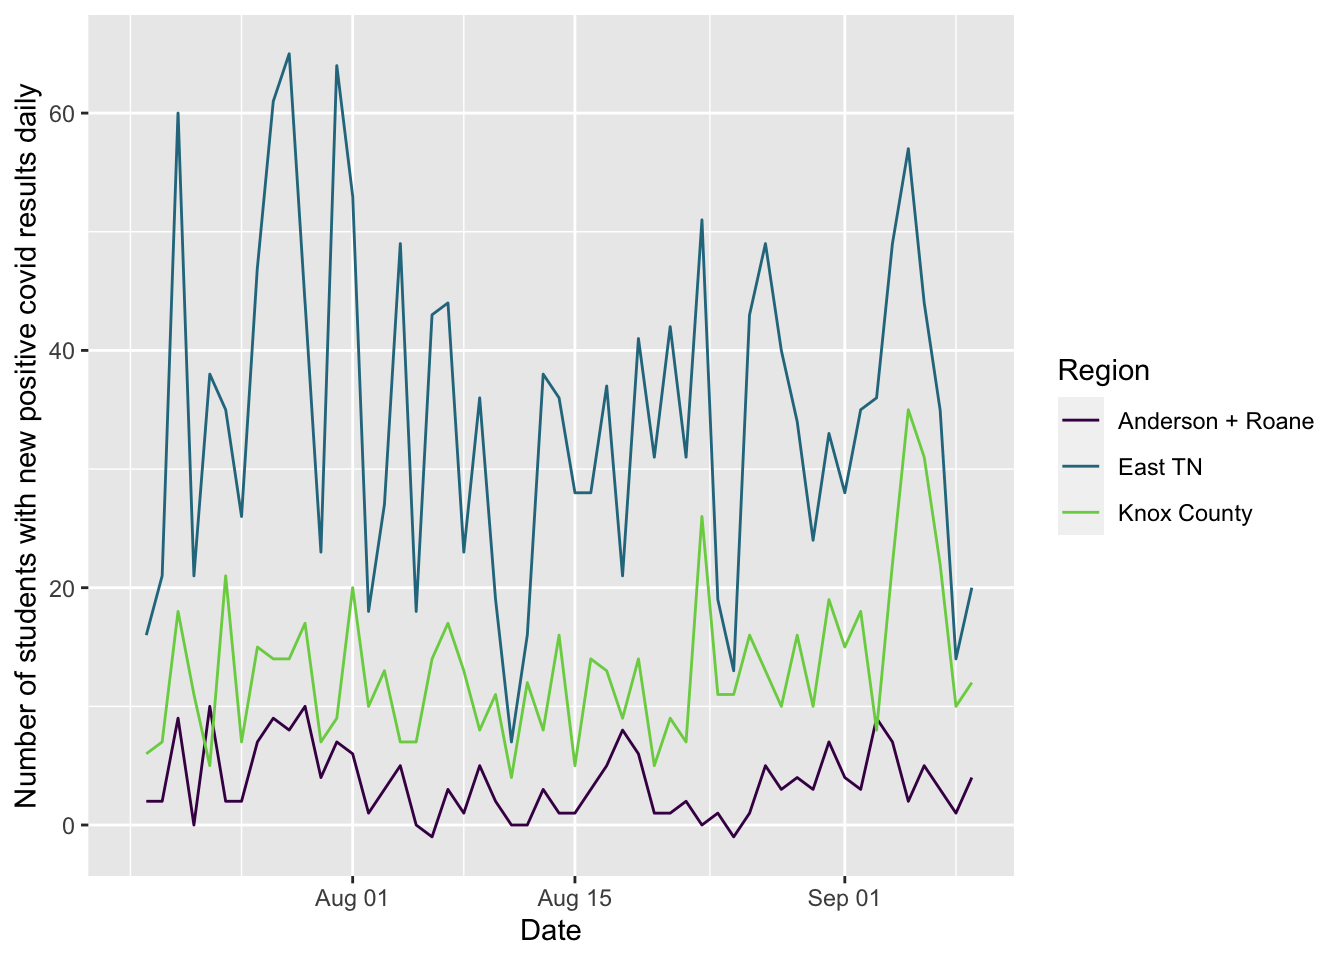 Number of students with new positive covid results daily
60
40
20
0
Aug 01
Aug 15
Sep 01
Date
Region
Anderson + Roane
East TN
Knox County